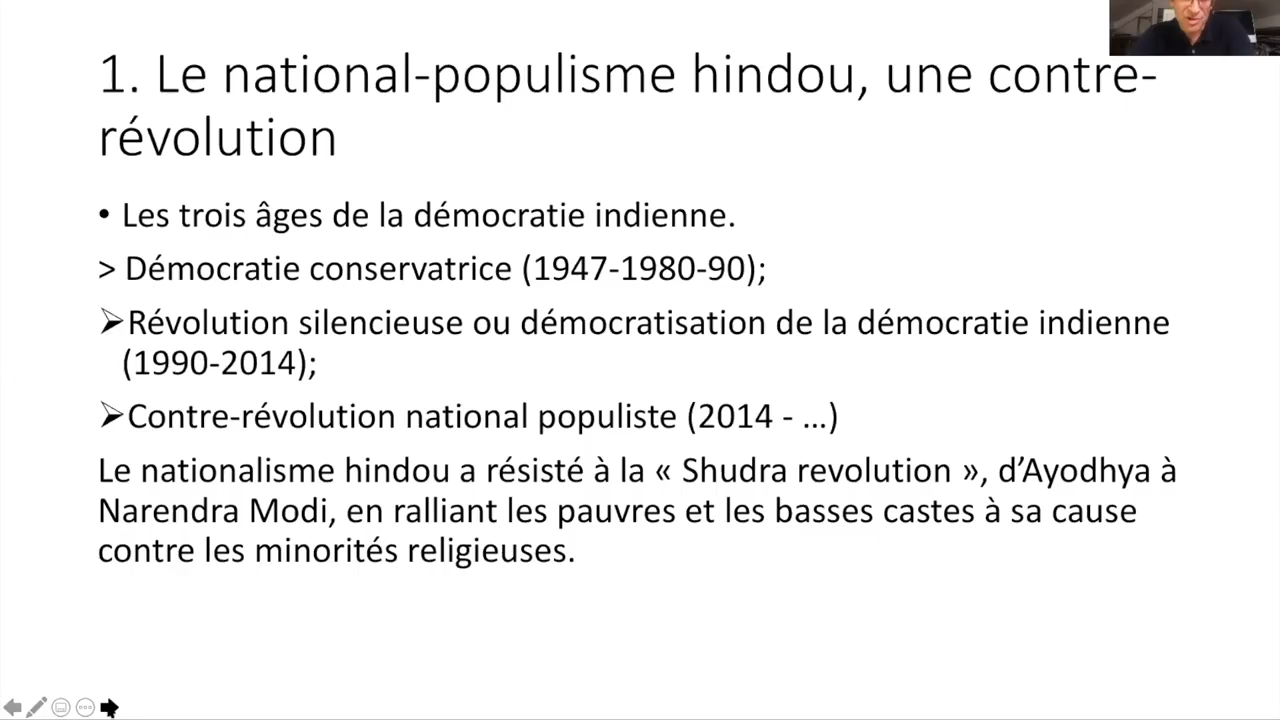 1. Le national-populisme hindou, une contre-
révolution
• Les trois âges de la démocratie indienne.
> Démocratie conservatrice (1947-1980-90);
➢Révolution silencieuse ou démocratisation de la démocratie indienne
(1990-2014);
➢Contre-révolution national populiste (2014 - …)
Le nationalisme hindou a résisté à la « Shudra revolution », d’Ayodhya à
Narendra Modi, en ralliant les pauvres et les basses castes à sa cause
contre les minorités religieuses.